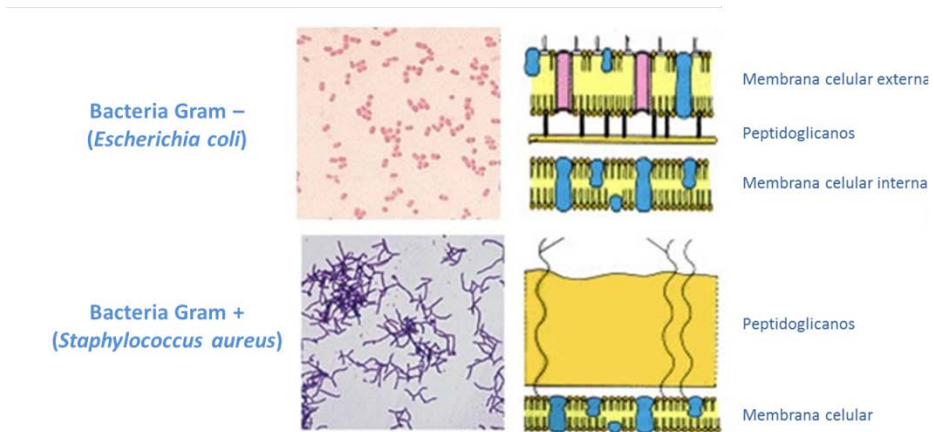 Bacteria Gram –
(Escherichia coli)
Membrana celular externa
Peptidoglicanos
Membrana celular interna
Bacteria Gram +
(Staphylococcus aureus)
Peptidoglicanos
Membrana celular